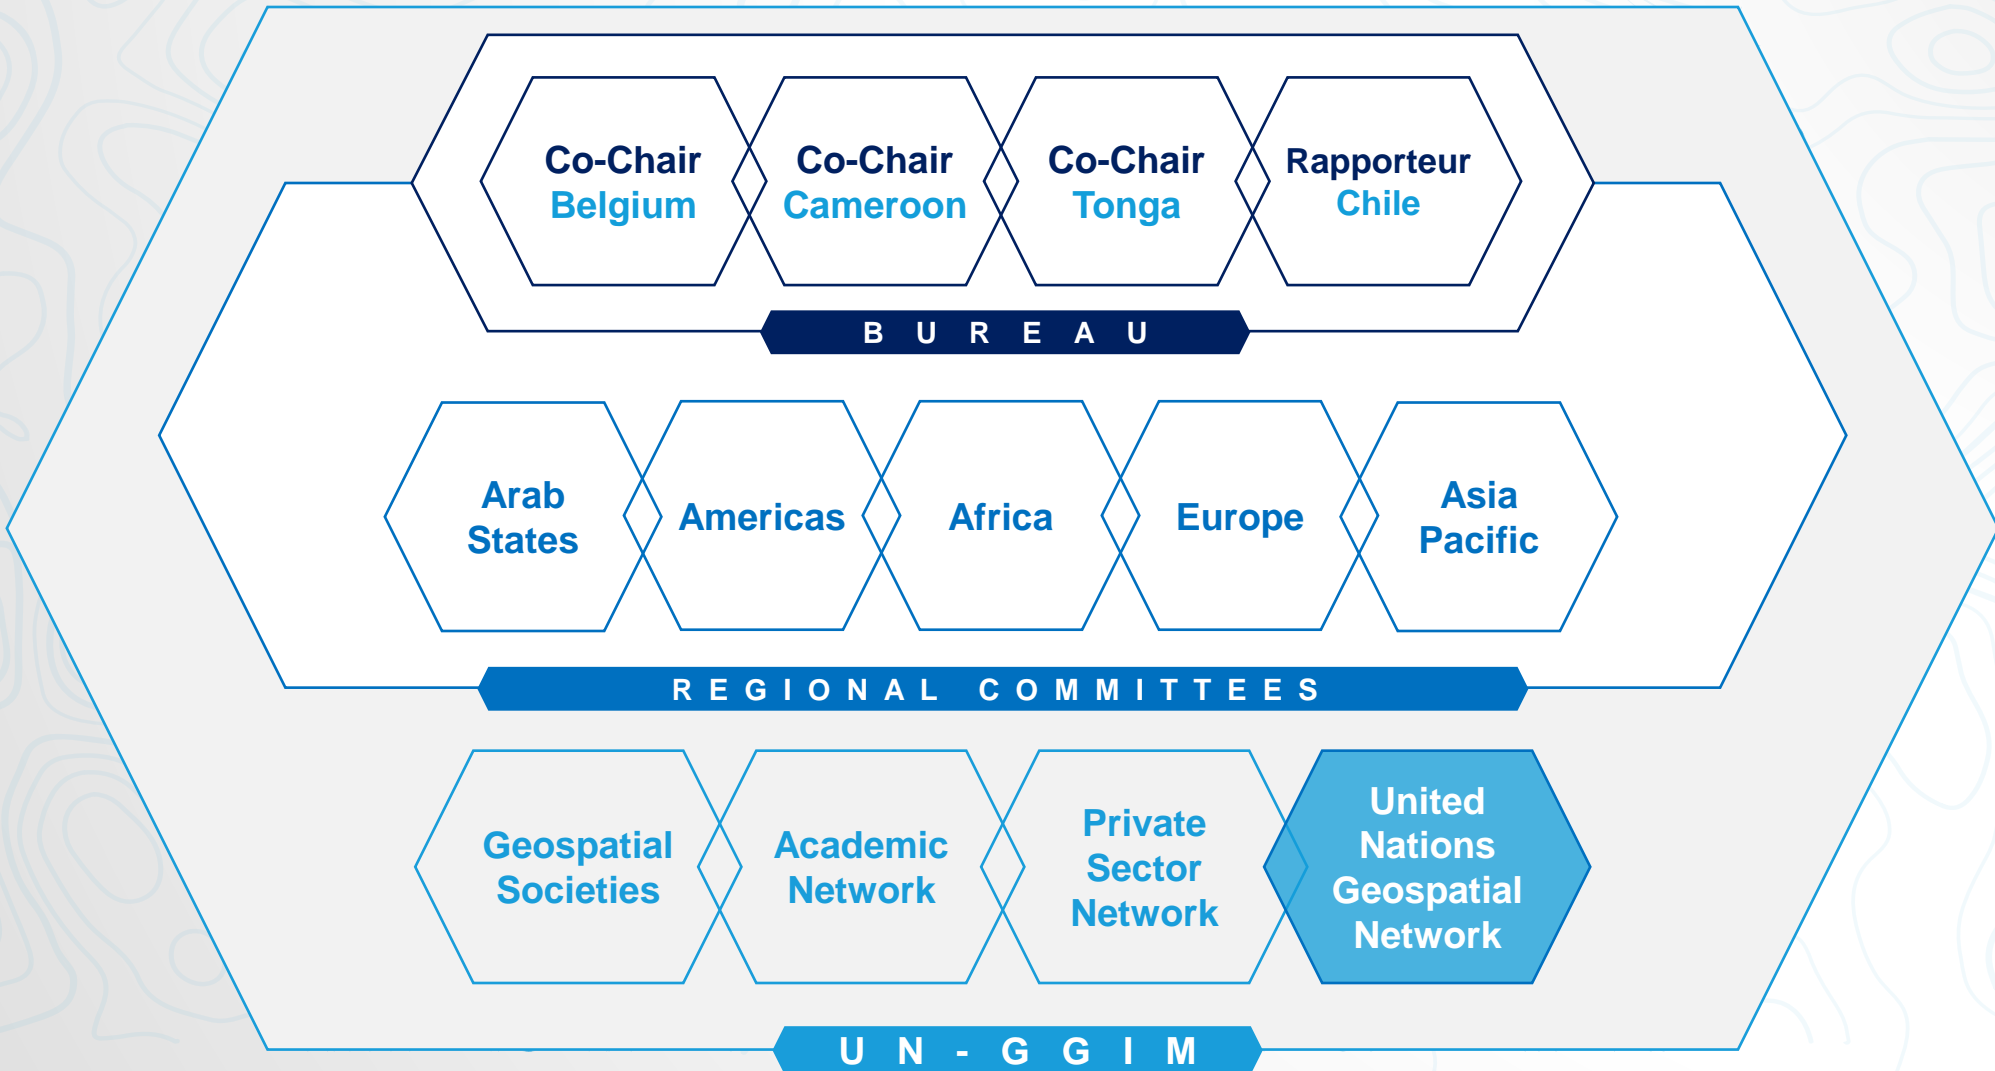 Co-Chair
Belgium
Co-Chair
Cameroon
Co-Chair
Tonga
Rapporteur
Chile
BUREAU
Arab
States
Americas
Africa
Europe
Asia
Pacific
REGIONAL COMMITTEES
Geospatial
Societies
Academic
Network
Private
Sector
Network
United
Nations
Geospatial
Network
UN-GGIM